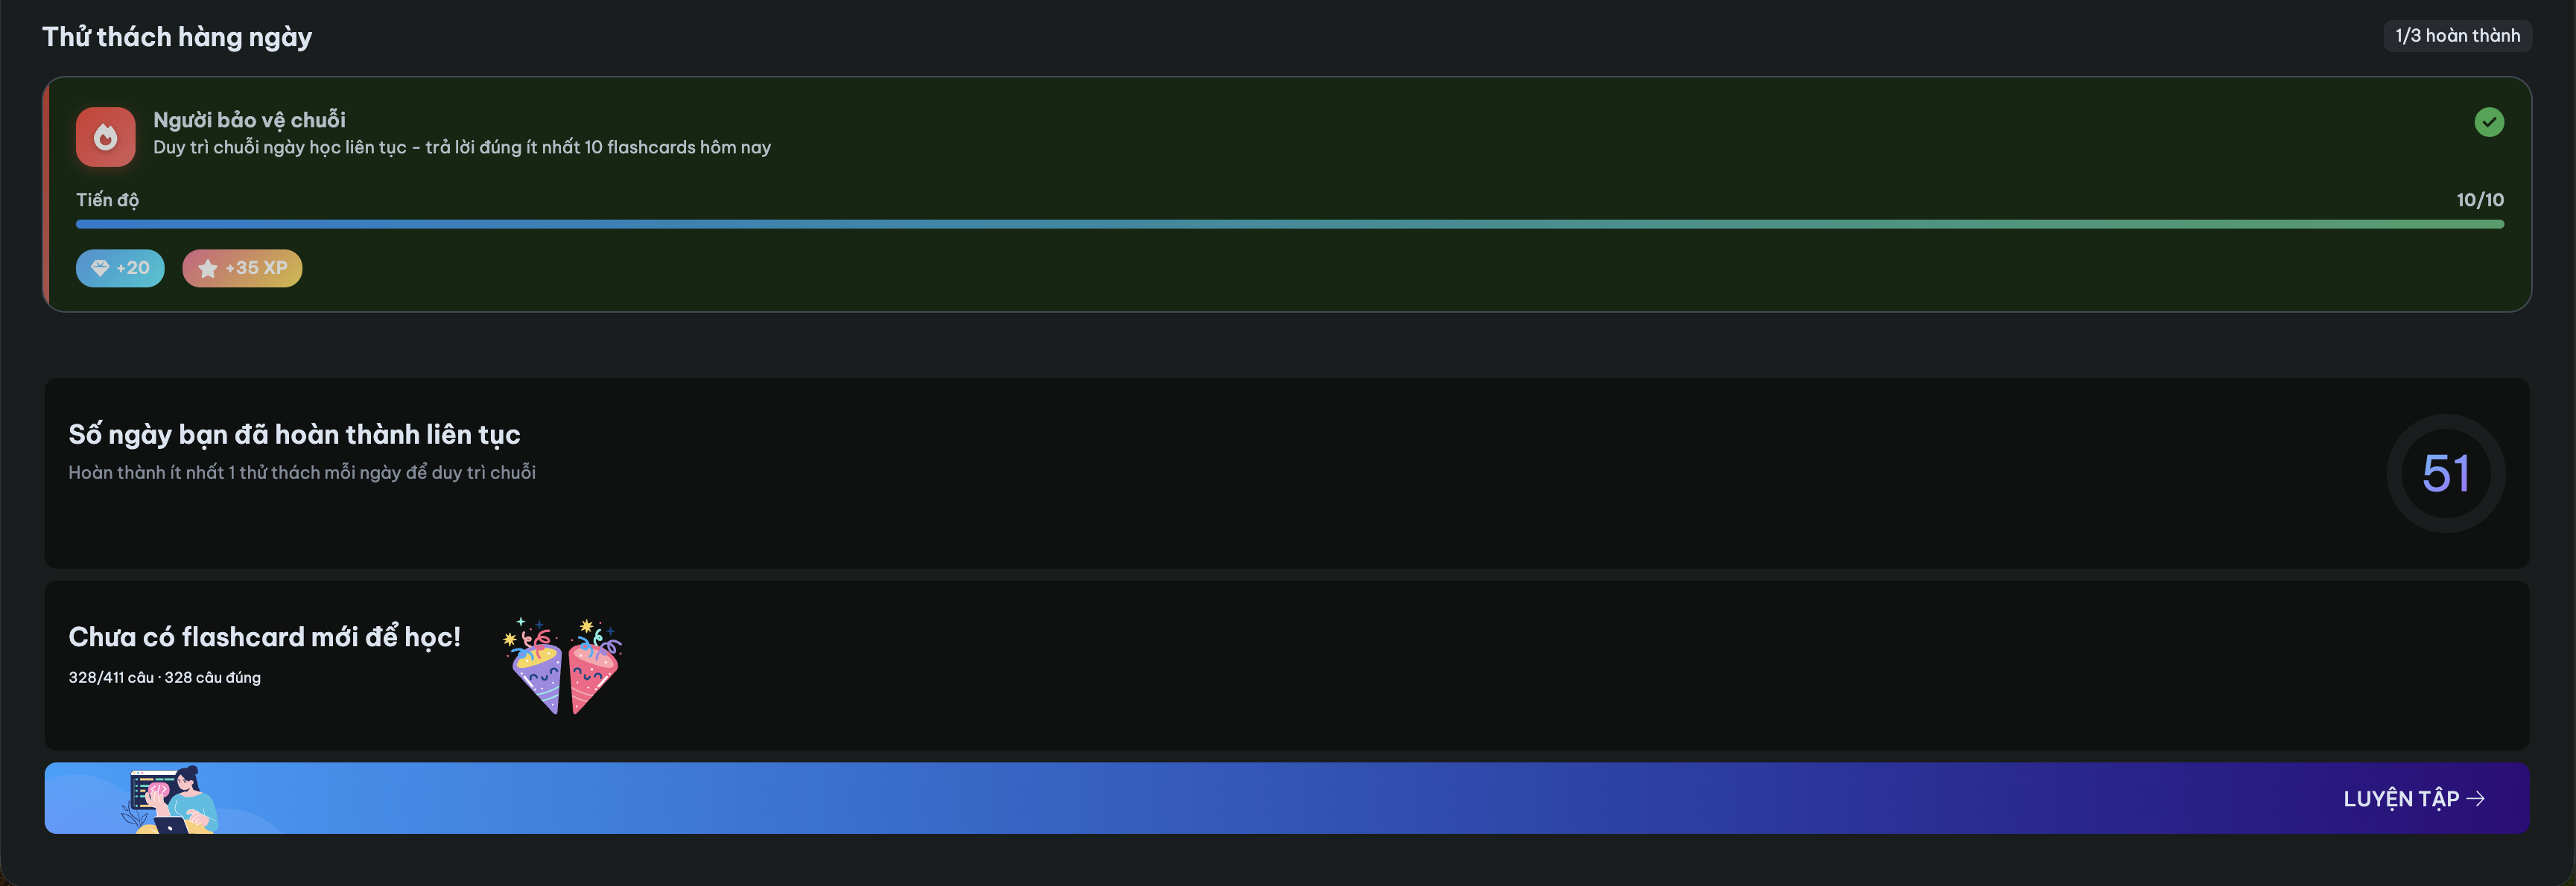 Thử thách hàng ngày
1/3 hoàn thành
Người bảo vệ chuỗi
Duy trì chuỗi ngày học liên tục - trả lời đúng ít nhất 10 flashcards hôm nay
Tiến độ
10/10
+20
+35 XP
Số ngày bạn đã hoàn thành liên tục
Hoàn thành ít nhất 1 thử thách mỗi ngày để duy trì chuỗi
51
Chưa có flashcard mới để học!
328/411 câu · 328 câu đúng
LUYỆN TẬP →